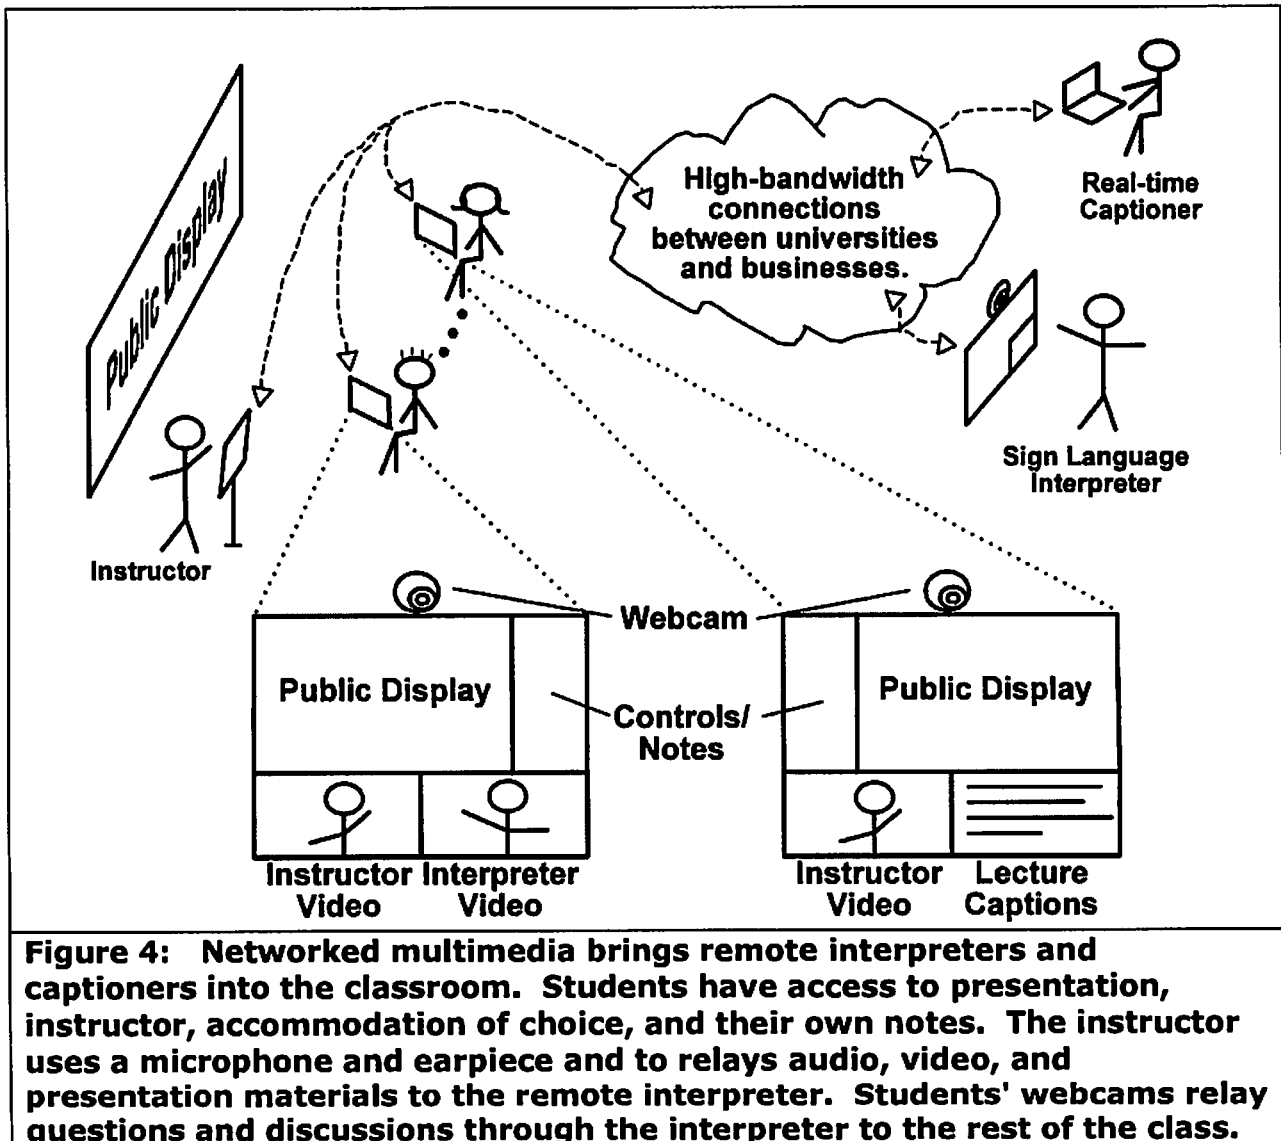 Public Display
High-bandwidth
connections
between universities
and businesses.
Real-time
Captioner
Sign Language
Interpreter
Instructor
Webcam
Public Display
Public Display
Controls/
Notes
Instructor
Video
Interpreter
Video
Instructor
Video
Lecture
Captions
Figure 4: Networked multimedia brings remote interpreters and
captioners into the classroom. Students have access to presentation,
instructor, accommodation of choice, and their own notes. The instructor
uses a microphone and earpiece and to relays audio, video, and
presentation materials to the remote interpreter. Students' webcams relay
questions and discussions through the interpreter to the rest of the class.